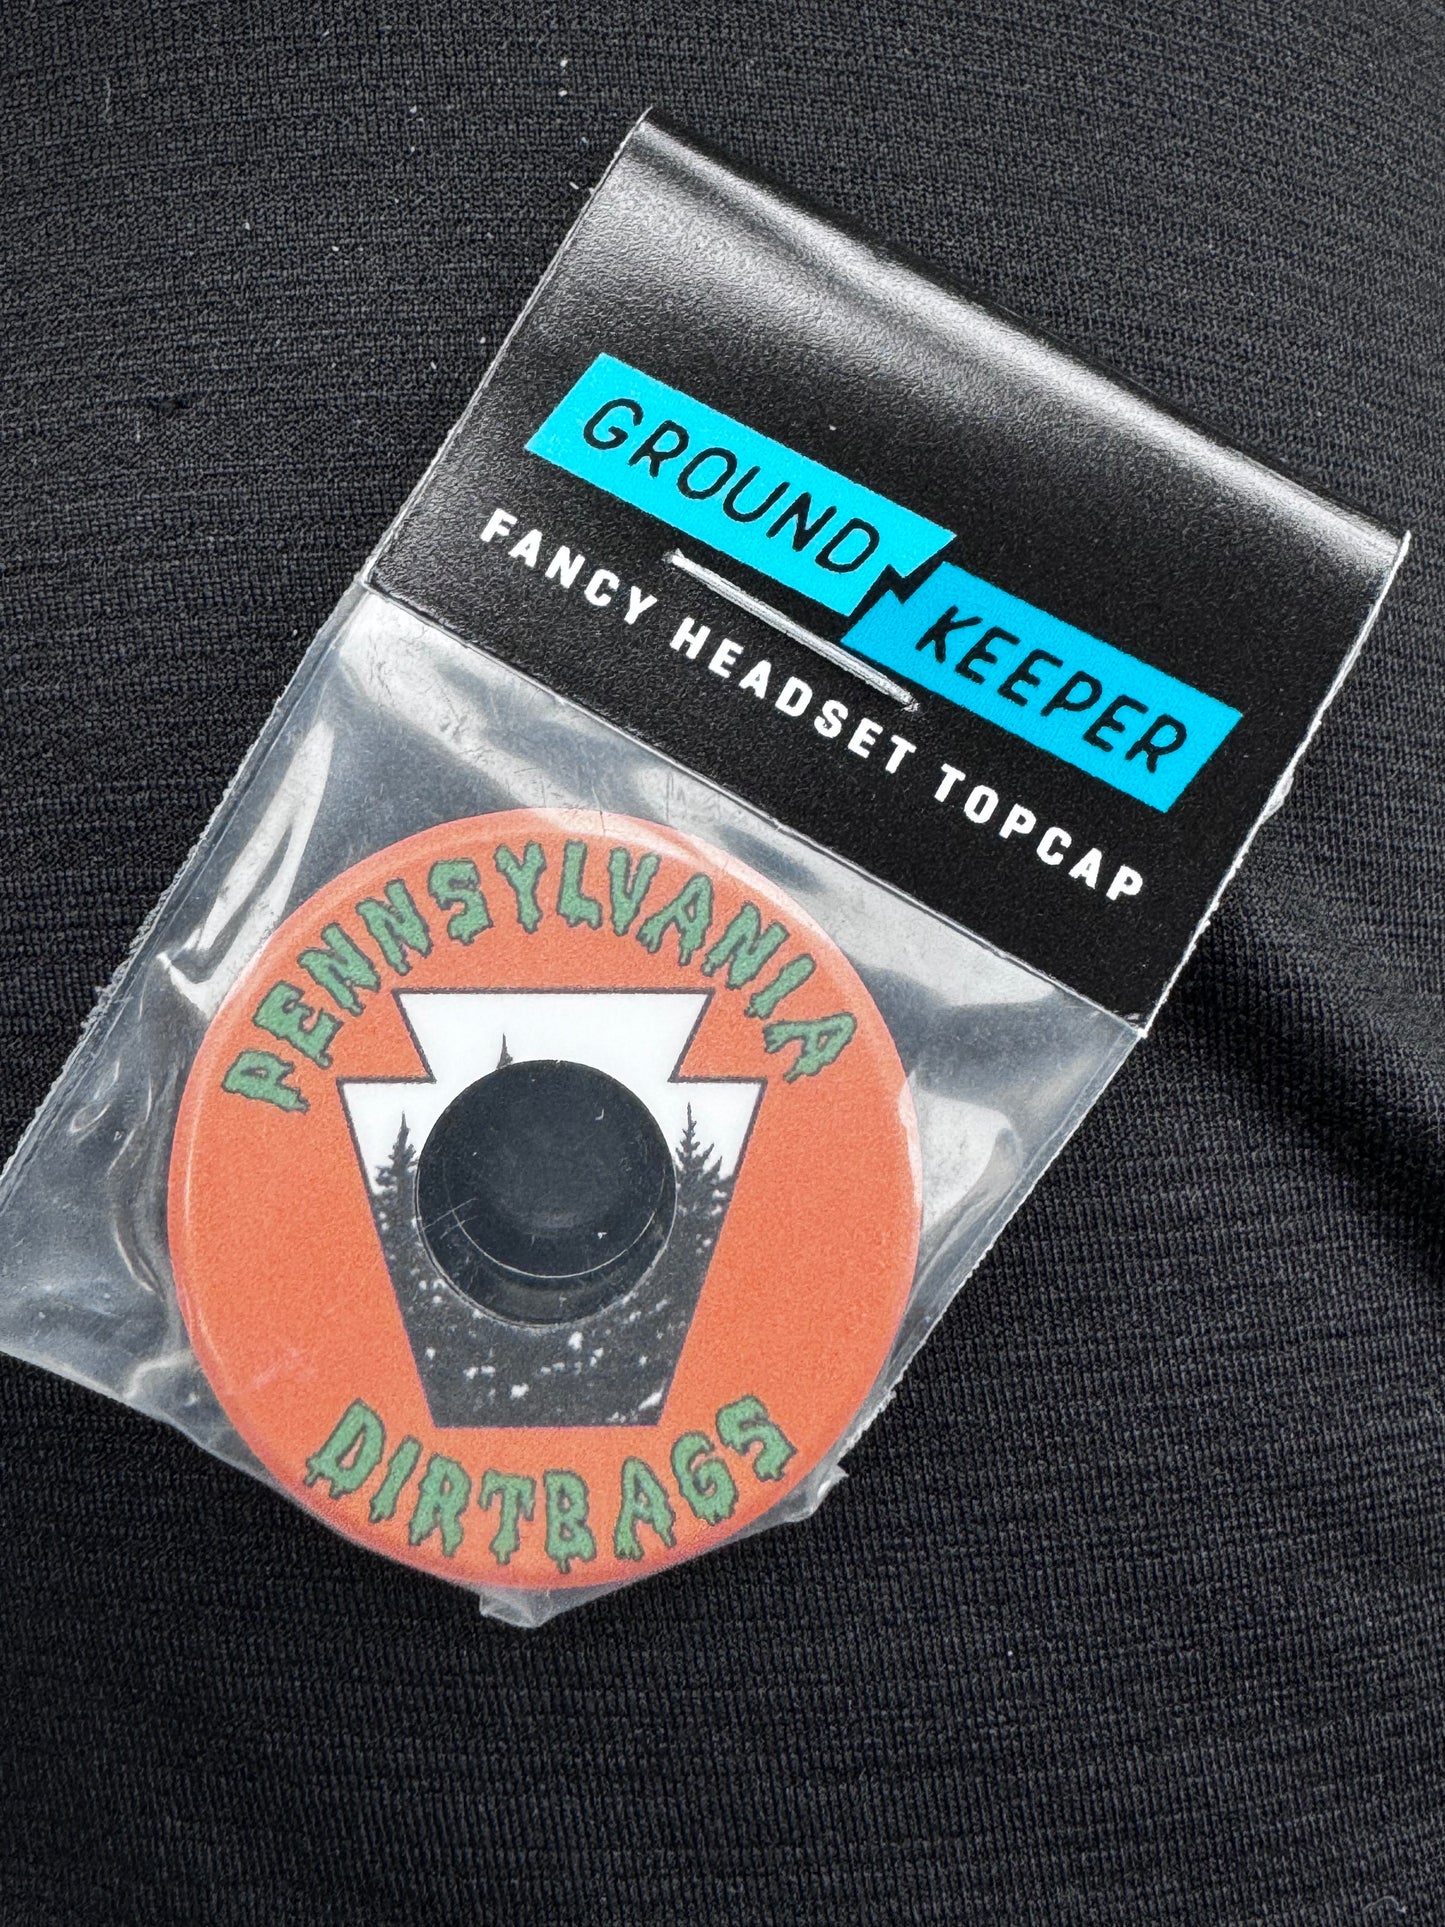 GROUND
KEEPER
FANCY HEADSET TOPCAP
PENNSYLVANIA
DIRTBAGS